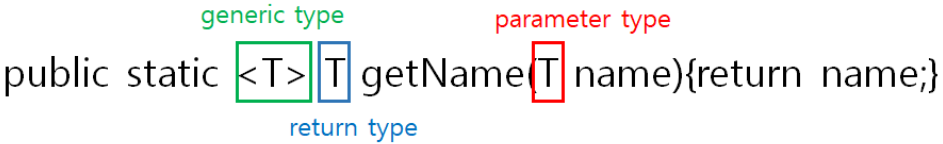 generic type
parameter type
public static <T> T getName(T name){return name;}
return type